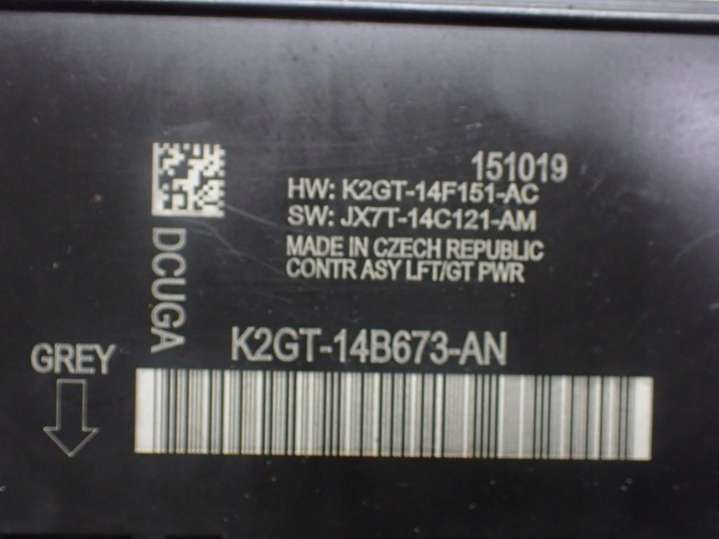 151019
HW: K2GT-14F151-AC
SW: JX7T-14C121-AM
MADE IN CZECH REPUBLIC
CONTR ASY LFT/GT PWR
DCUGA
K2GT-14B673-AN
GREY